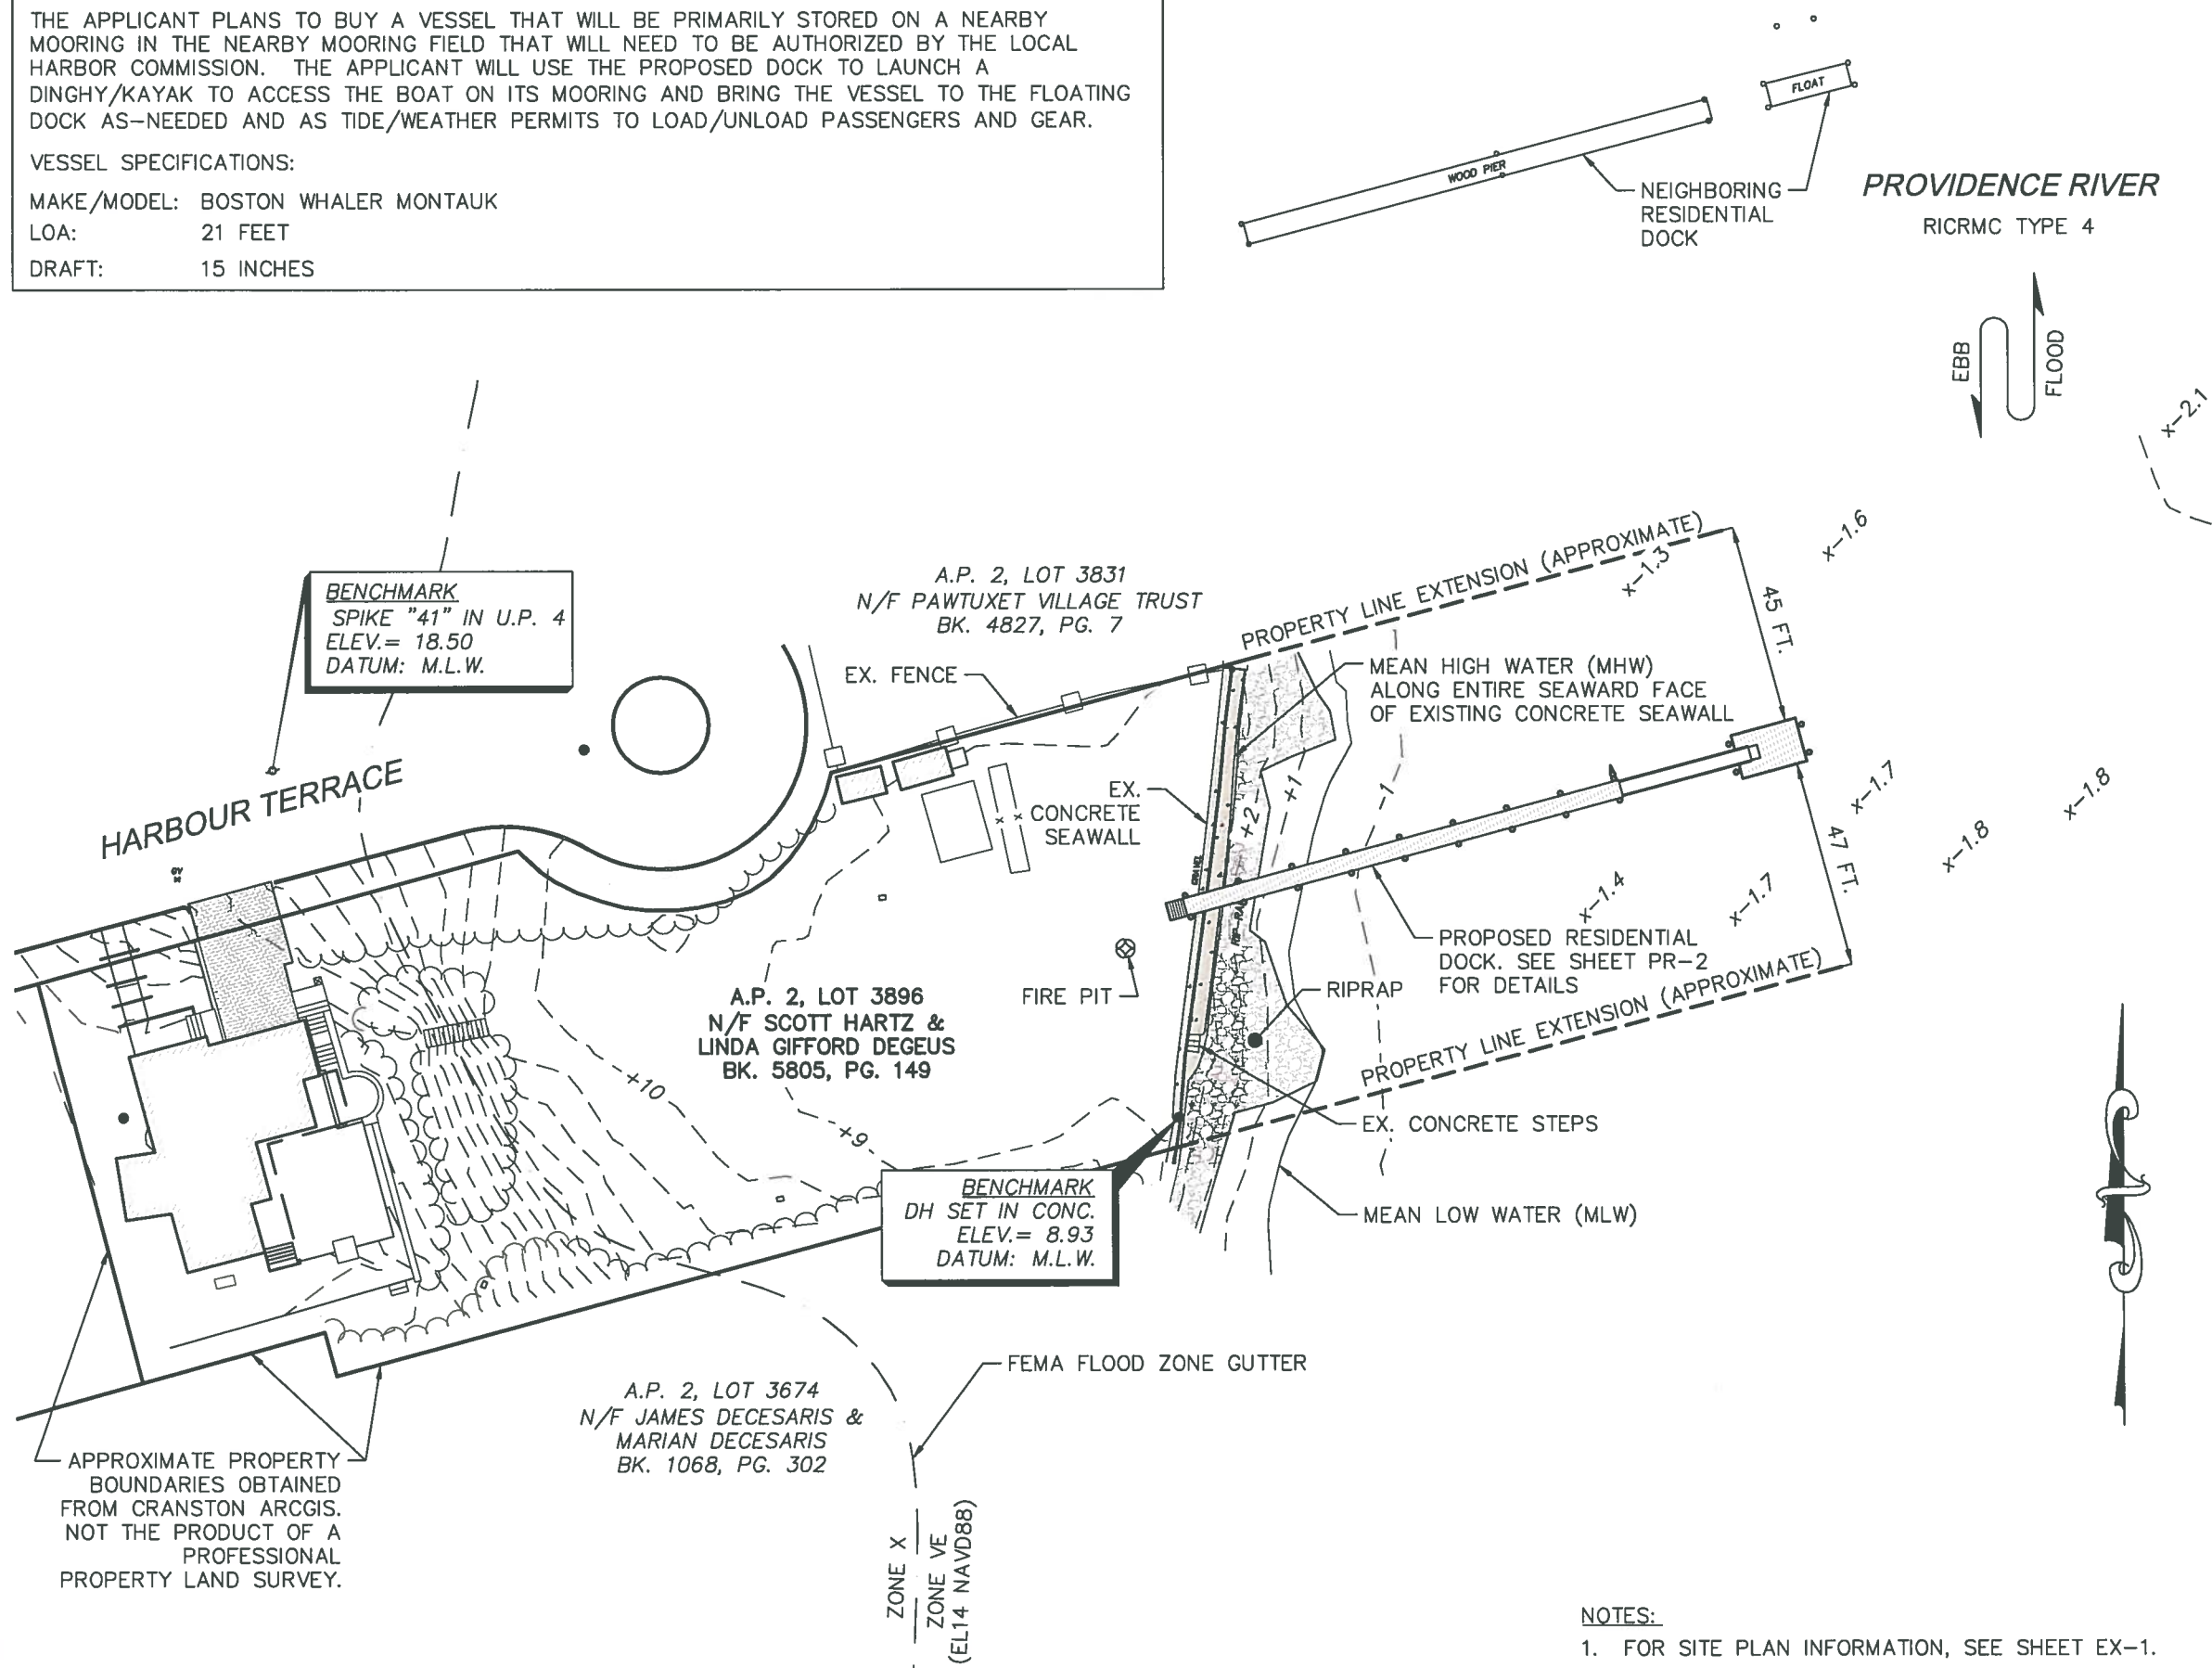 THE APPLICANT PLANS TO BUY A VESSEL THAT WILL BE PRIMARILY STORED ON A NEARBY
MOORING IN THE NEARBY MOORING FIELD THAT WILL NEED TO BE AUTHORIZED BY THE LOCAL
HARBOR COMMISSION. THE APPLICANT WILL USE THE PROPOSED DOCK TO LAUNCH A
DINGHY/KAYAK TO ACCESS THE BOAT ON ITS MOORING AND BRING THE VESSEL TO THE FLOATING
DOCK AS-NEEDED AND AS TIDE/WEATHER PERMITS TO LOAD/UNLOAD PASSENGERS AND GEAR.
VESSEL SPECIFICATIONS:
MAKE/MODEL: BOSTON WHALER MONTAUK
LOA: 21 FEET
DRAFT: 15 INCHES
FLOAT
WOOD PIER
NEIGHBORING
RESIDENTIAL
DOCK
PROVIDENCE RIVER
RICRMC TYPE 4
EBB
FLOOD
x-2.1
x-1.6
x-1.3
PROPERTY LINE EXTENSION (APPROXIMATE)
45 FT.
BENCHMARK
SPIKE "41" IN U.P. 4
ELEV.= 18.50
DATUM: M.L.W.
A.P. 2, LOT 3831
N/F PAWTUXET VILLAGE TRUST
BK. 4827, PG. 7
EX. FENCE
MEAN HIGH WATER (MHW)
ALONG ENTIRE SEAWARD FACE
OF EXISTING CONCRETE SEAWALL
HARBOUR TERRACE
GV
EX.
CONCRETE
SEAWALL
+2
+1
-1
x-1.7
x-1.8
x-1.8
47 FT.
x-1.4
x-1.7
RIP-RAP
PROPOSED RESIDENTIAL
DOCK. SEE SHEET PR-2
FOR DETAILS
FIRE PIT
RIPRAP
A.P. 2, LOT 3896
N/F SCOTT HARTZ &
LINDA GIFFORD DEGEUS
BK. 5805, PG. 149
+10
+9
PROPERTY LINE EXTENSION (APPROXIMATE)
EX. CONCRETE STEPS
BENCHMARK
DH SET IN CONC.
ELEV.= 8.93
DATUM: M.L.W.
MEAN LOW WATER (MLW)
FEMA FLOOD ZONE GUTTER
A.P. 2, LOT 3674
N/F JAMES DECESARIS &
MARIAN DECESARIS
BK. 1068, PG. 302
APPROXIMATE PROPERTY
BOUNDARIES OBTAINED
FROM CRANSTON ARCGIS.
NOT THE PRODUCT OF A
PROFESSIONAL
PROPERTY LAND SURVEY.
ZONE X
ZONE VE
(EL14 NAVD88)
NOTES:
1. FOR SITE PLAN INFORMATION, SEE SHEET EX-1.